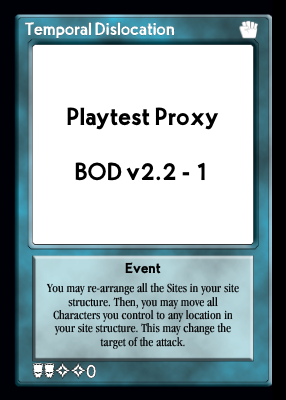 Temporal Dislocation
Playtest Proxy
BOD v2.2 - 1
Event
You may re-arrange all the Sites in your site
structure. Then, you may move all
Characters you control to any location in
your site structure. This may change the
target of the attack.
0